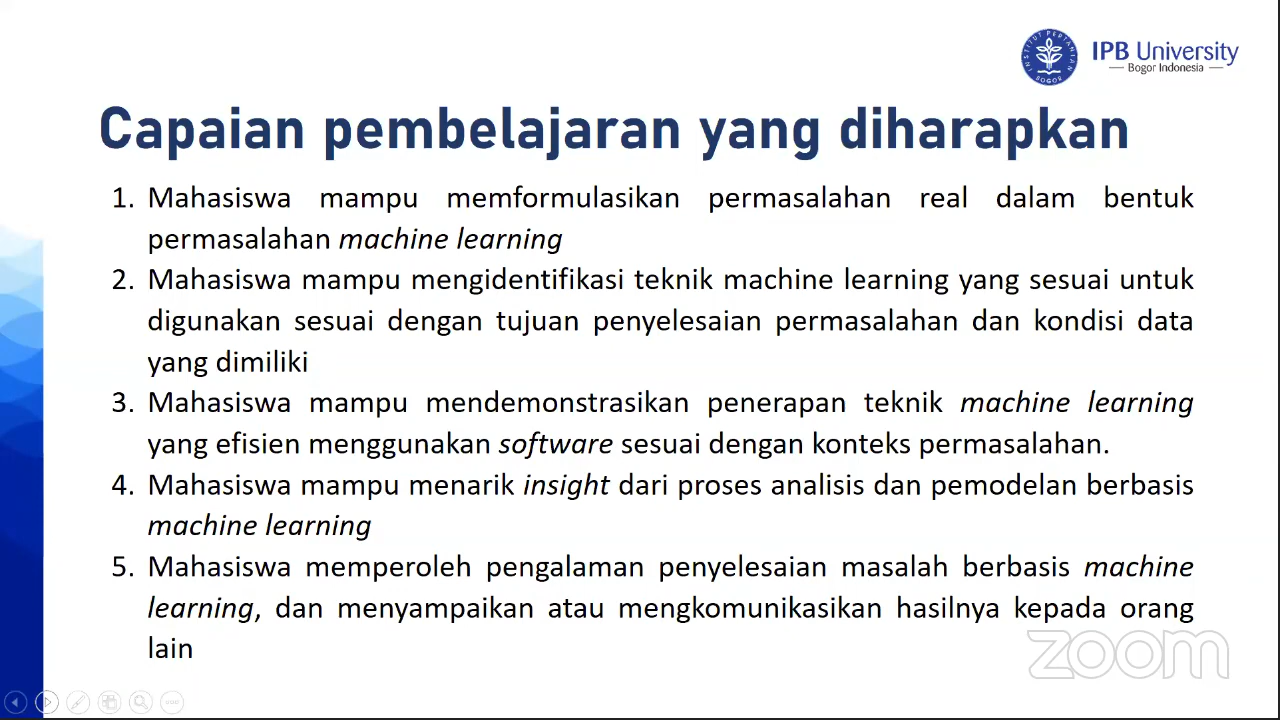 INSTITUT PERTANIAN BOGOR
IPB University
Bogor Indonesia
Capaian pembelajaran yang diharapkan
1. Mahasiswa mampu memformulasikan permasalahan real dalam bentuk
permasalahan machine learning
2. Mahasiswa mampu mengidentifikasi teknik machine learning yang sesuai untuk
digunakan sesuai dengan tujuan penyelesaian permasalahan dan kondisi data
yang dimiliki
3. Mahasiswa mampu mendemonstrasikan penerapan teknik machine learning
yang efisien menggunakan software sesuai dengan konteks permasalahan.
4. Mahasiswa mampu menarik insight dari proses analisis dan pemodelan berbasis
machine learning
5. Mahasiswa memperoleh pengalaman penyelesaian masalah berbasis machine
learning, dan menyampaikan atau mengkomunikasikan hasilnya kepada orang
lain
zoom